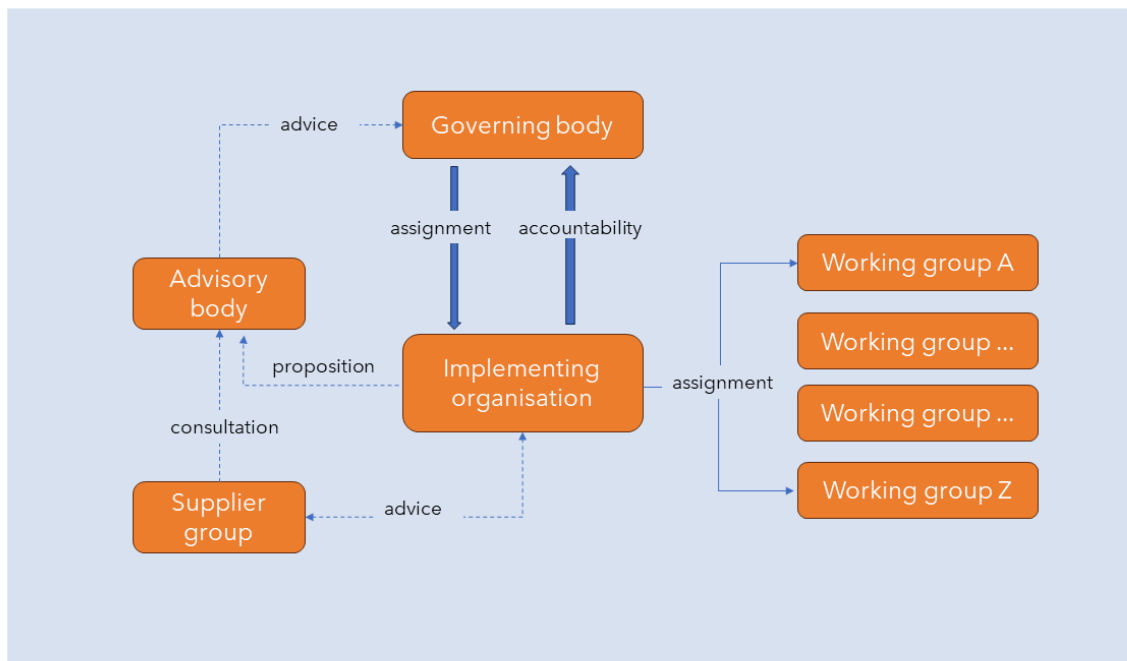 Governing body
advice
assignment
accountability
Advisory
body
Working group A
Working group ...
Working group ...
Working group Z
proposition
Implementing
organisation
assignment
consultation
Supplier
group
advice